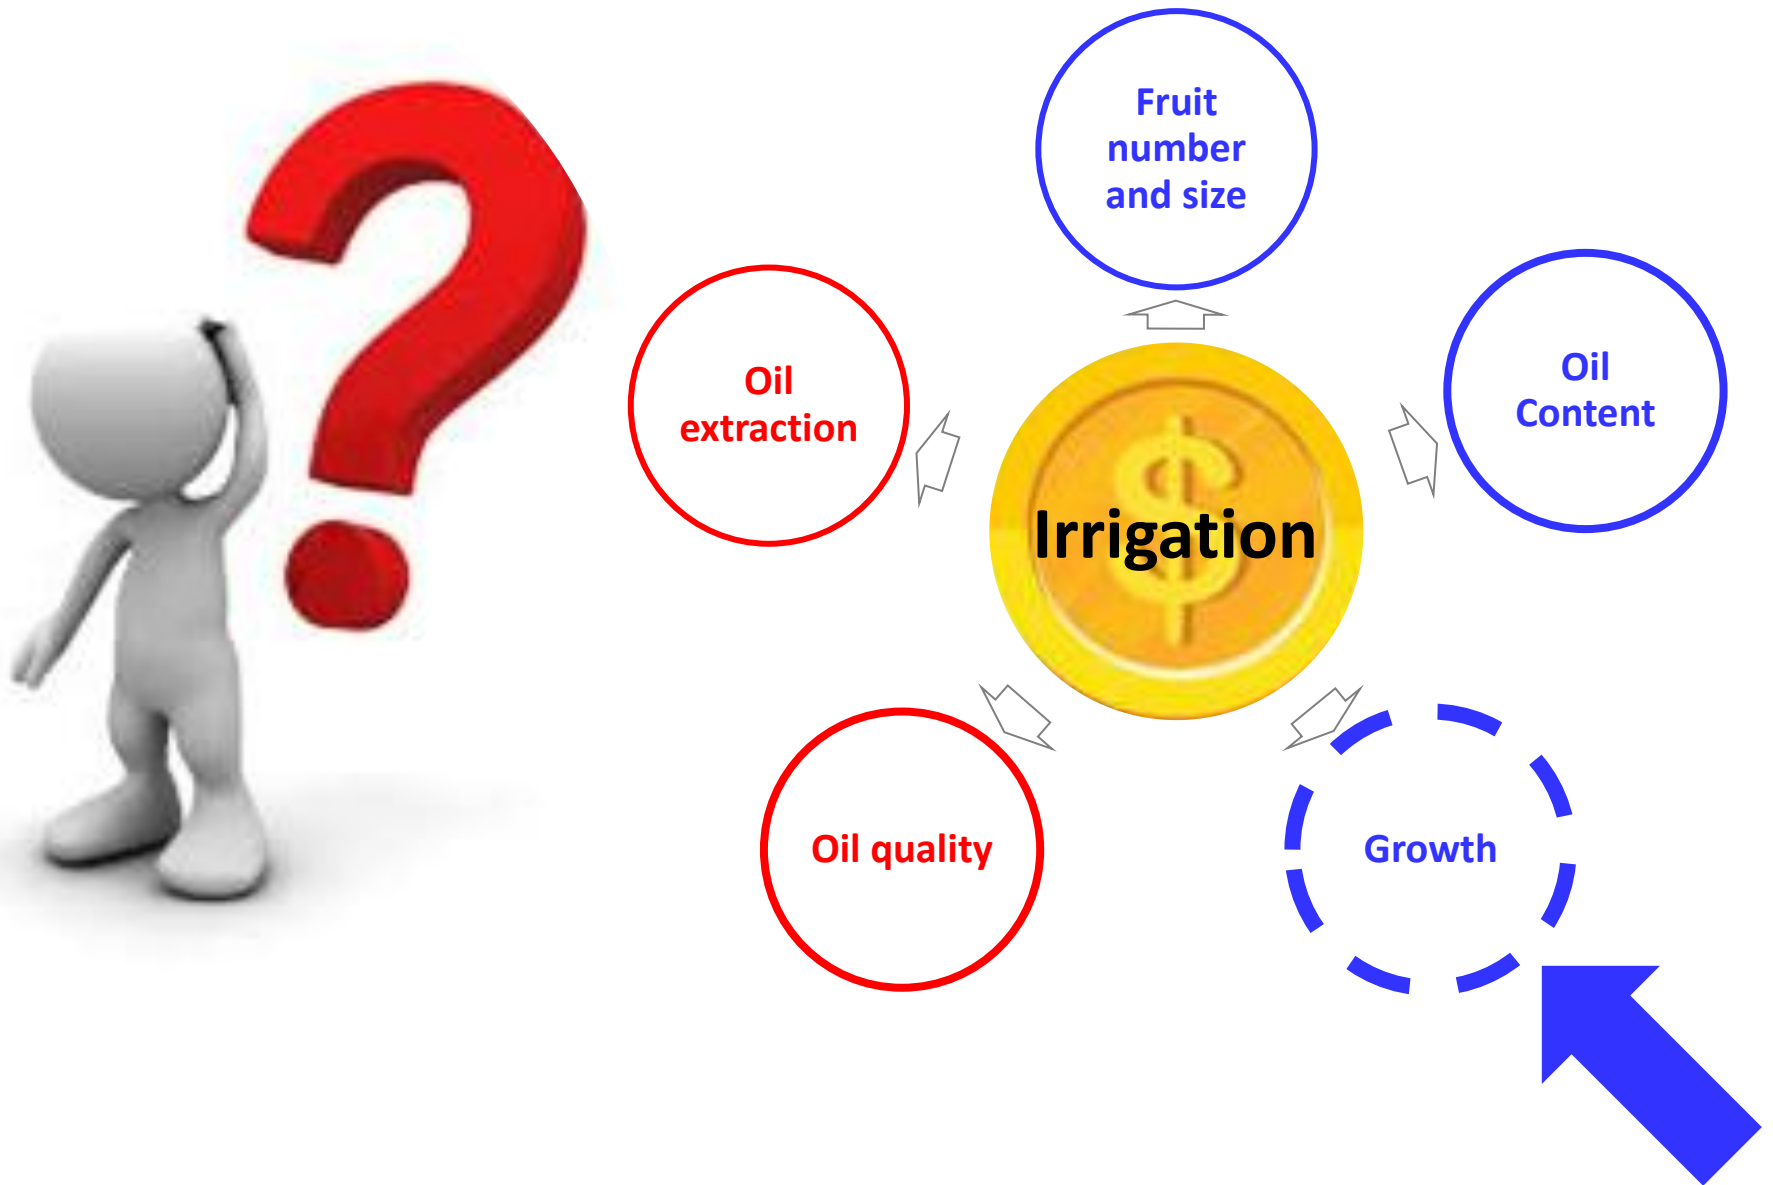 Fruit
number
and size
Oil
extraction
Oil
Content
Irrigation
Oil quality
Growth